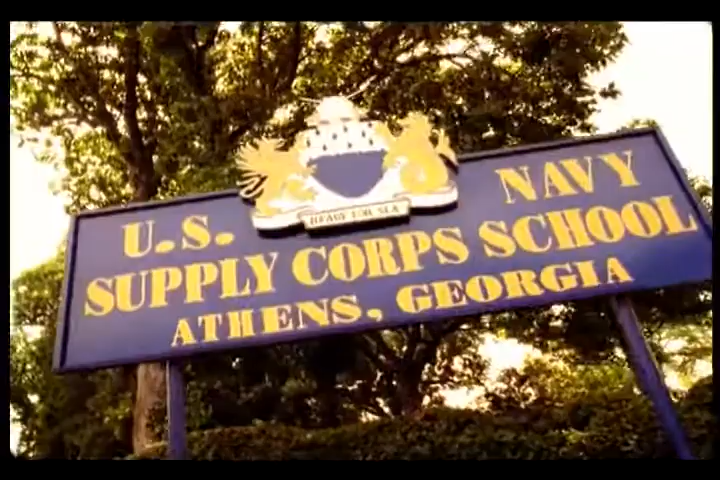 READY FOR SEA
U.S. NAVY
SUPPLY CORPS SCHOOL
ATHENS, GEORGIA